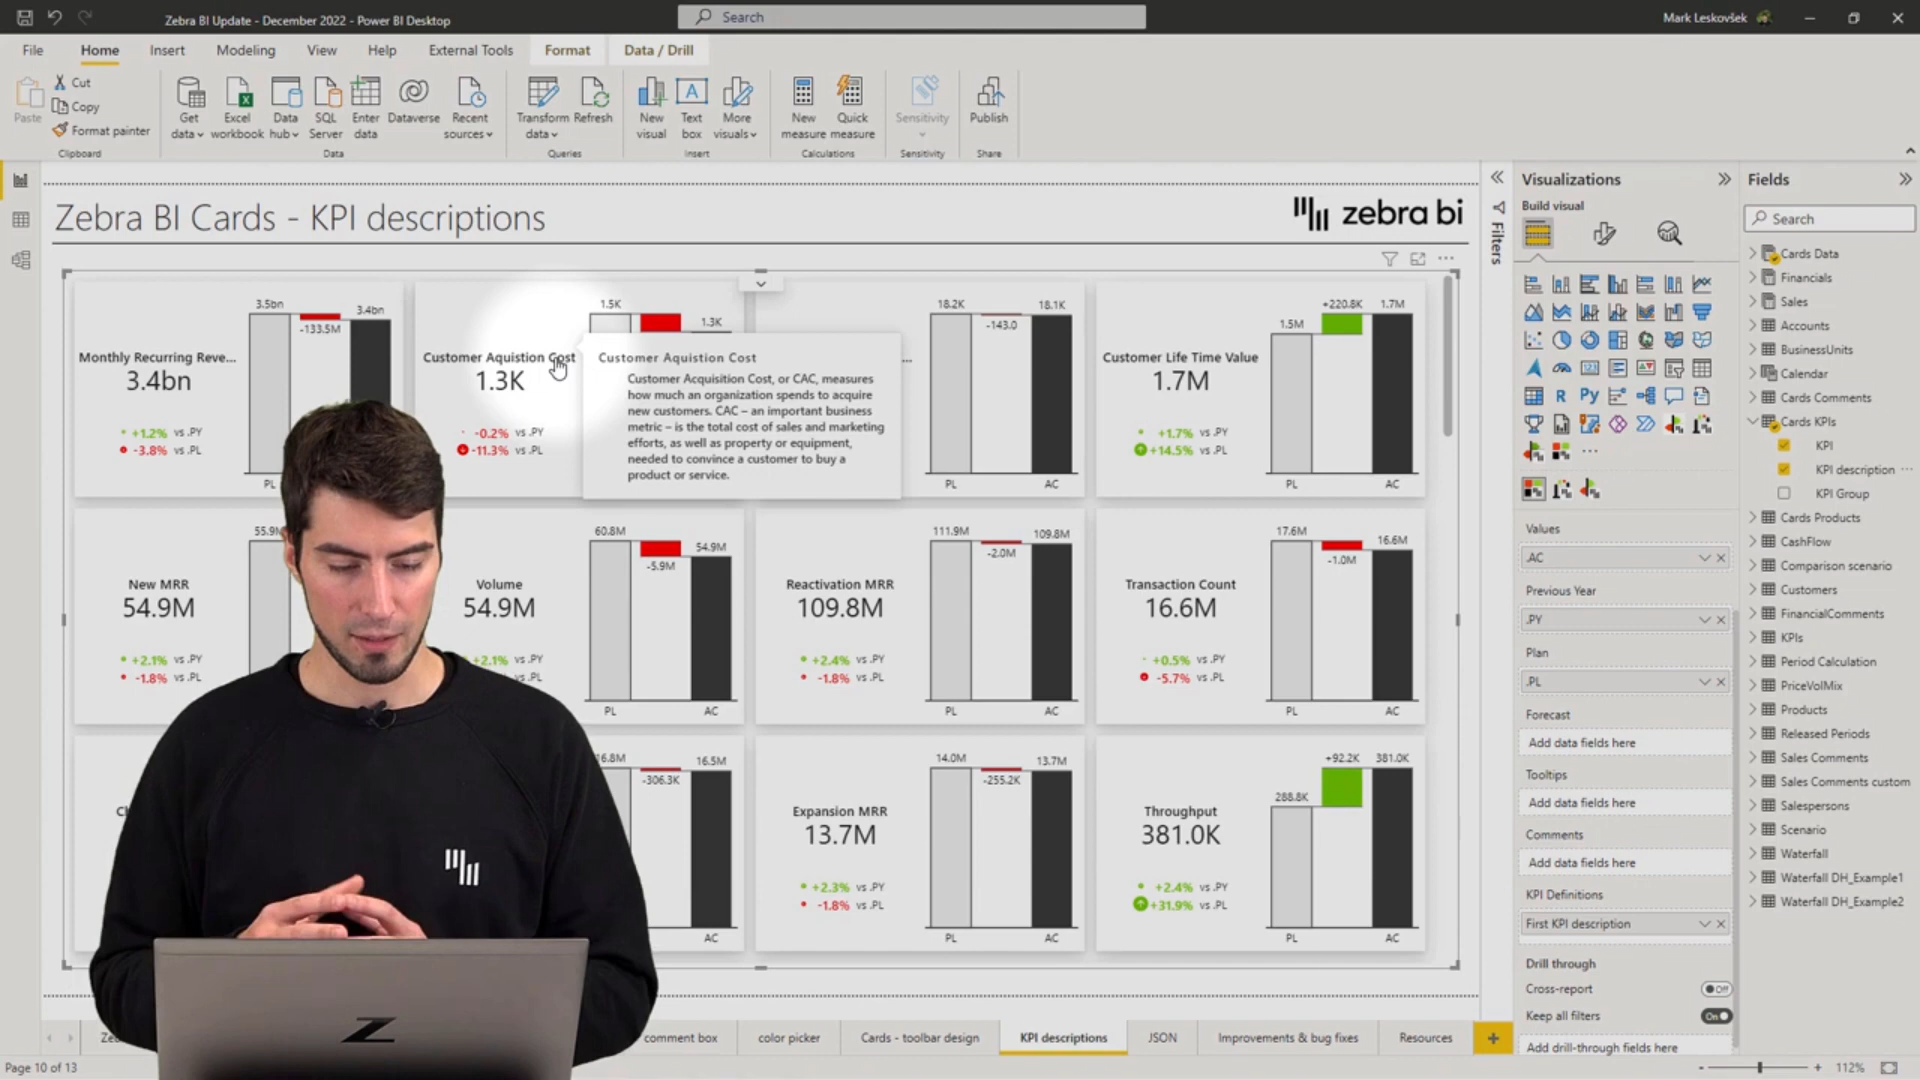 Zebra BI Update - December 2022 - Power BI Desktop
Search
Mark Leskovšek
File
Home
Insert
Modeling
View
Help
External Tools
Format
Data / Drill
Paste
Cut
Copy
Format painter
Clipboard
Get data
Excel workbook
Data hub
SQL Server
Enter data
Dataverse
Recent sources
Data
Transform data
Refresh
Queries
New visual
Text box
More visuals
Insert
New measure
Quick measure
Calculations
Sensitivity
Sensitivity
Publish
Share
Zebra BI Cards - KPI descriptions
zebra bi
Monthly Recurring Reve...
3.4bn
+1.2% vs .PY
-3.8% vs .PL
3.5bn
-133.5M
3.4bn
PL
Customer Aquistion Cost
1.3K
-0.2% vs .PY
-11.3% vs .PL
1.5K
1.3K
Customer Aquistion Cost
Customer Acquisition Cost, or CAC, measures
how much an organization spends to acquire
new customers. CAC – an important business
metric – is the total cost of sales and marketing
efforts, as well as property or equipment,
needed to convince a customer to buy a
product or service.
...
18.2K
-143.0
18.1K
PL
AC
Customer Life Time Value
1.7M
+1.7% vs .PY
+14.5% vs .PL
1.5M
+220.8K
1.7M
PL
AC
New MRR
54.9M
+2.1% vs .PY
-1.8% vs .PL
55.9M
Volume
54.9M
+2.1% vs .PY
-1.8% vs .PL
60.8M
-5.9M
54.9M
PL
AC
Reactivation MRR
109.8M
+2.4% vs .PY
-1.8% vs .PL
111.9M
-2.0M
109.8M
PL
AC
Transaction Count
16.6M
+0.5% vs .PY
-5.7% vs .PL
17.6M
-1.0M
16.6M
PL
AC
16.8M
-306.3K
16.5M
AC
Expansion MRR
13.7M
+2.3% vs .PY
-1.8% vs .PL
14.0M
-255.2K
13.7M
PL
AC
Throughput
381.0K
+2.4% vs .PY
+31.9% vs .PL
288.8K
+92.2K
381.0K
PL
AC
Filters
Visualizations
Build visual
R
Py
Values
.AC
Previous Year
.PY
Plan
.PL
Forecast
Add data fields here
Tooltips
Add data fields here
Comments
Add data fields here
KPI Definitions
First KPI description
Drill through
Cross-report
Off
Keep all filters
On
Add drill-through fields here
Fields
Search
Cards Data
Financials
Sales
Accounts
BusinessUnits
Calendar
Cards Comments
Cards KPIs
KPI
KPI description
KPI Group
Cards Products
CashFlow
Comparison scenario
Customers
FinancialComments
KPIs
Period Calculation
PriceVolMix
Products
Released Periods
Sales Comments
Sales Comments custom
Salespersons
Scenario
Waterfall
Waterfall DH_Example1
Waterfall DH_Example2
comment box
color picker
Cards - toolbar design
KPI descriptions
JSON
Improvements & bug fixes
Resources
Page 10 of 13
112%